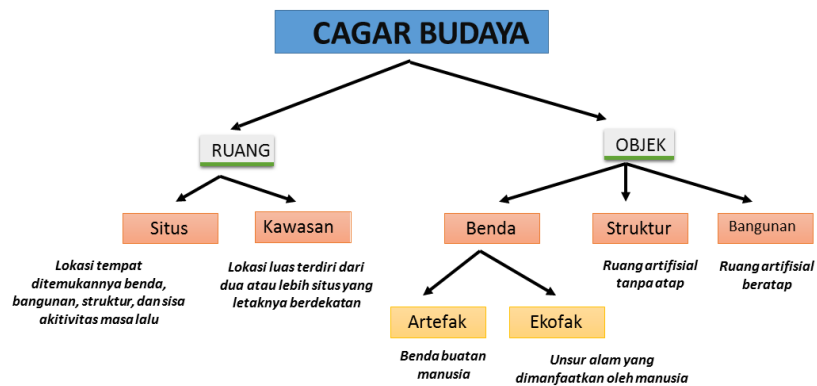 CAGAR BUDAYA
RUANG
OBJEK
Situs
Kawasan
Benda
Struktur
Bangunan
Lokasi tempat
ditemukannya benda,
bangunan, struktur, dan sisa
akitivitas masa lalu
Lokasi luas terdiri dari
dua atau lebih situs yang
letaknya berdekatan
Ruang artifisial
tanpa atap
Ruang artifisial
beratap
Artefak
Ekofak
Benda buatan
manusia
Unsur alam yang
dimanfaatkan oleh manusia